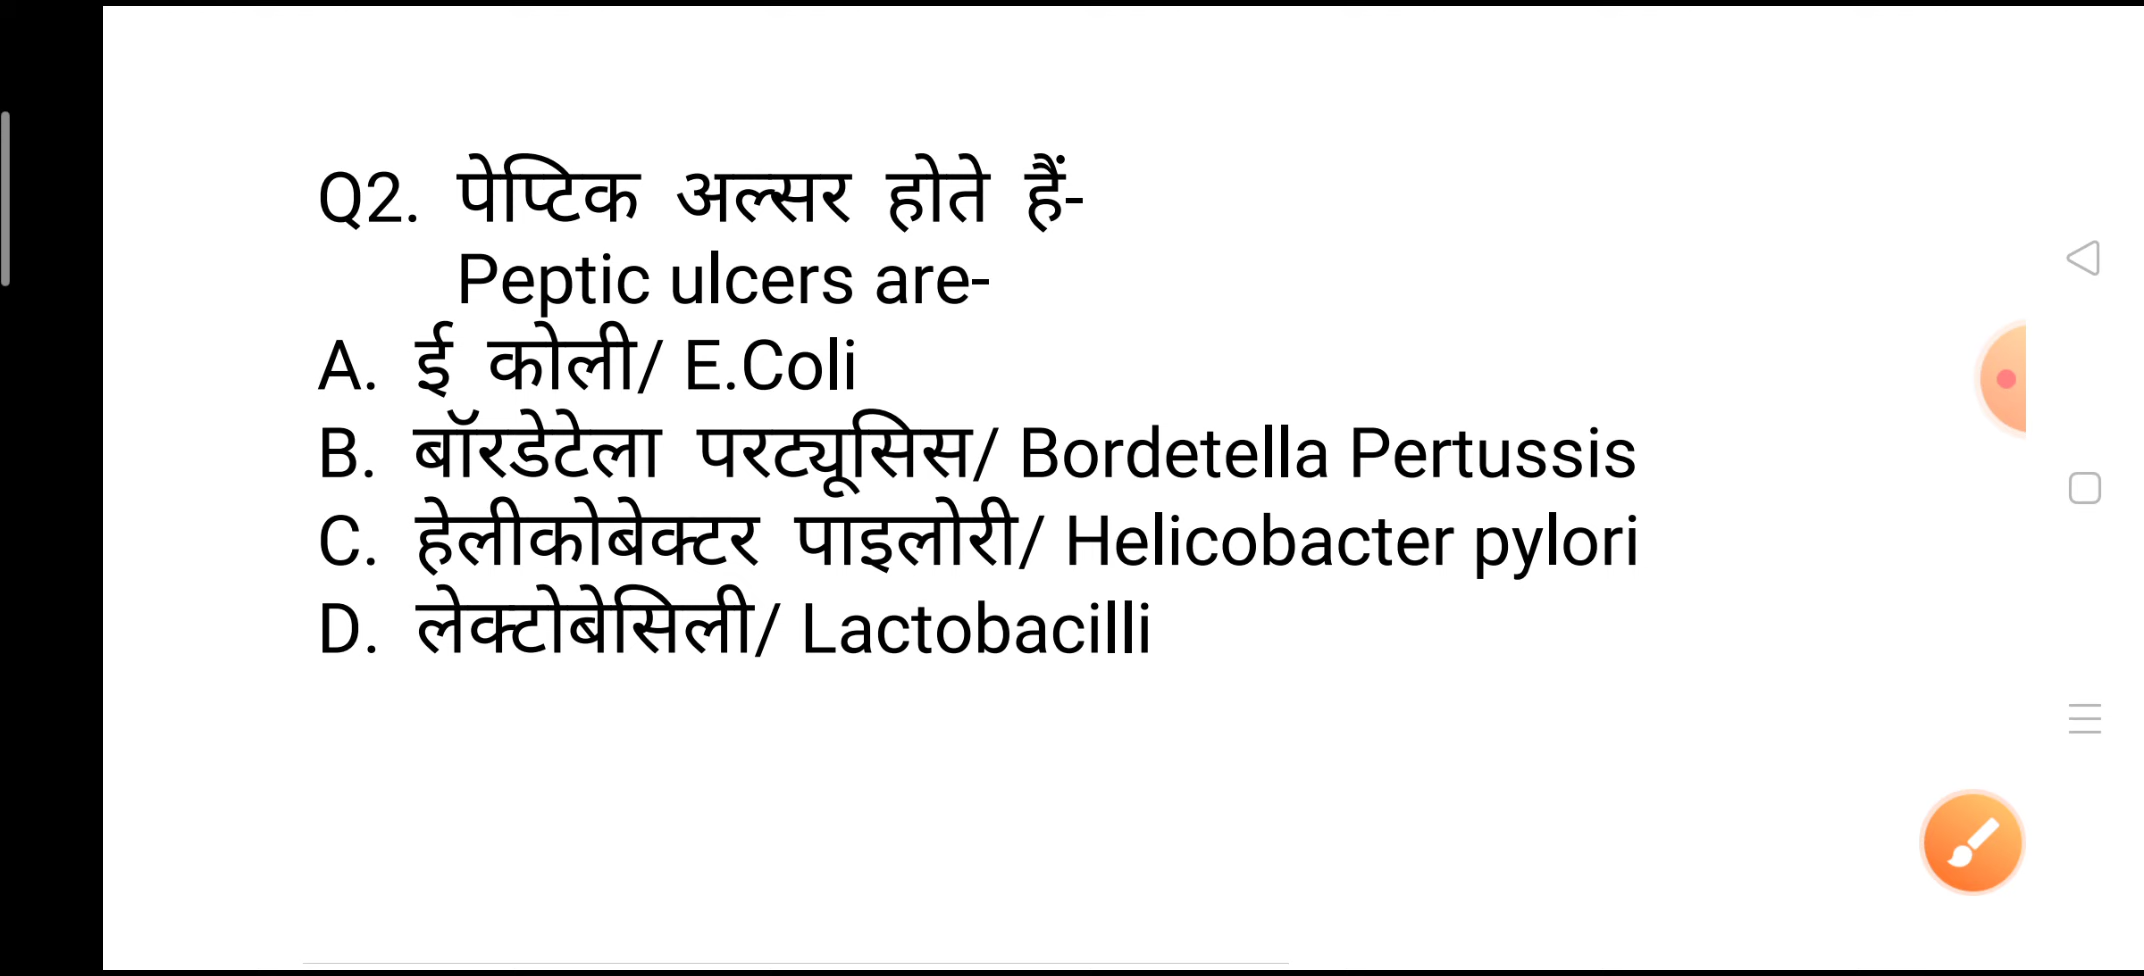 Q2. पेप्टिक अल्सर होते हैं-
Peptic ulcers are-
A. ई कोली/ E.Coli
B. बॉरडेटेला परट्यूसिस/ Bordetella Pertussis
C. हेलीकोबेक्टर पाइलोरी/ Helicobacter pylori
D. लेक्टोबेसिली/ Lactobacilli